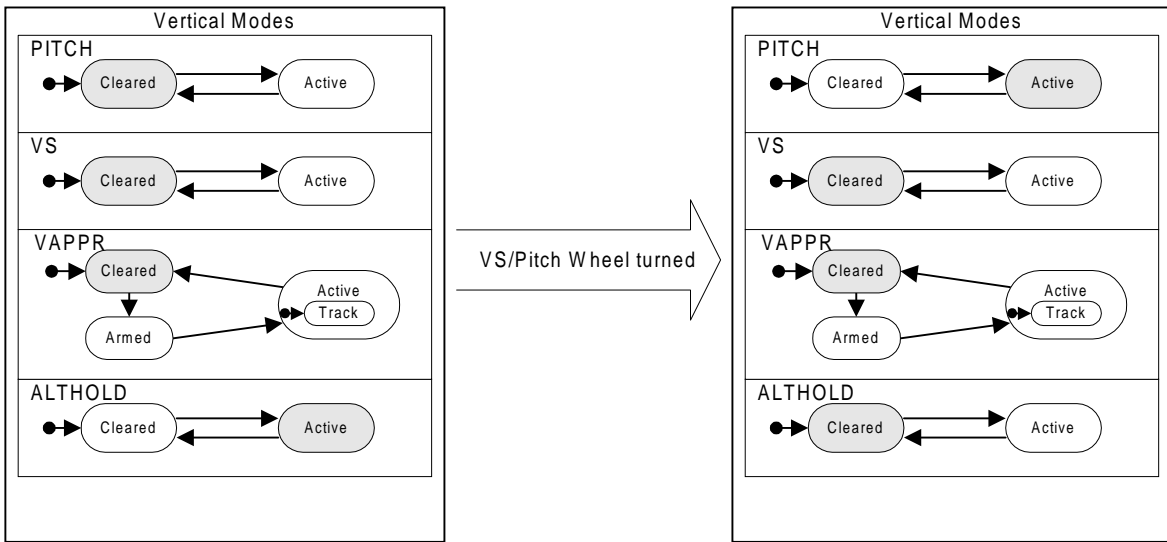 Vertical Modes
PITCH
Cleared
Active
VS
Cleared
Active
VAPPR
Cleared
Active
Track
Armed
ALTHOLD
Cleared
Active
VS/Pitch Wheel turned
Vertical Modes
PITCH
Cleared
Active
VS
Cleared
Active
VAPPR
Cleared
Active
Track
Armed
ALTHOLD
Cleared
Active